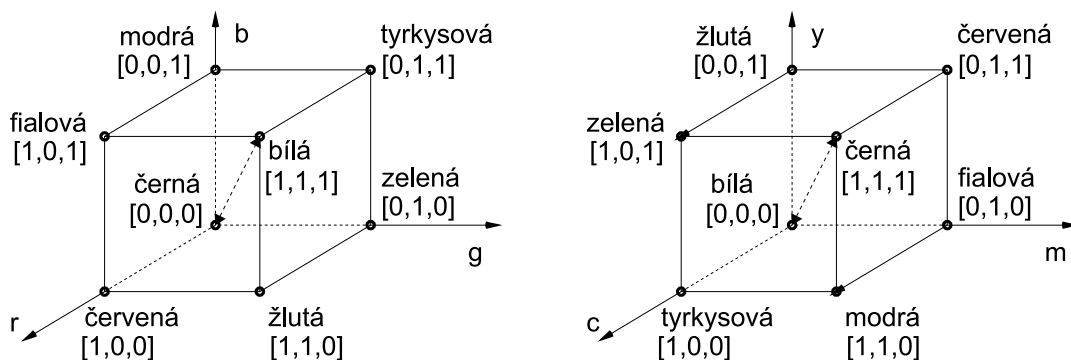 modrá
[0,0,1]
b
tyrkysová
[0,1,1]
fialová
[1,0,1]
bílá
[1,1,1]
černá
[0,0,0]
zelená
[0,1,0]
g
r
červená
[1,0,0]
žlutá
[1,1,0]
žlutá
[0,0,1]
y
červená
[0,1,1]
zelená
[1,0,1]
černá
[1,1,1]
bílá
[0,0,0]
fialová
[0,1,0]
m
c
tyrkysová
[1,0,0]
modrá
[1,1,0]